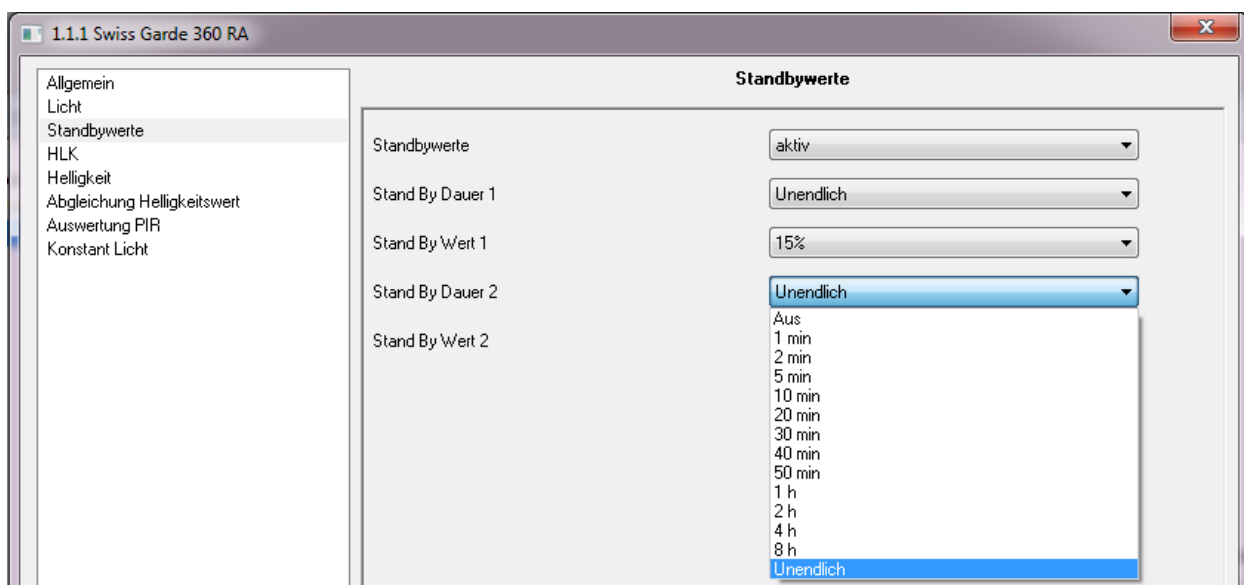 1.1.1 Swiss Garde 360 RA
Allgemein
Licht
Standbywerte
HLK
Helligkeit
Abgleichung Helligkeitswert
Auswertung PIR
Konstant Licht
Standbywerte
Standbywerte aktiv
Stand By Dauer 1 Unendlich
Stand By Wert 1 15%
Stand By Dauer 2 Unendlich
Stand By Wert 2
Aus
1 min
2 min
5 min
10 min
20 min
30 min
40 min
50 min
1 h
2 h
4 h
8 h
Unendlich